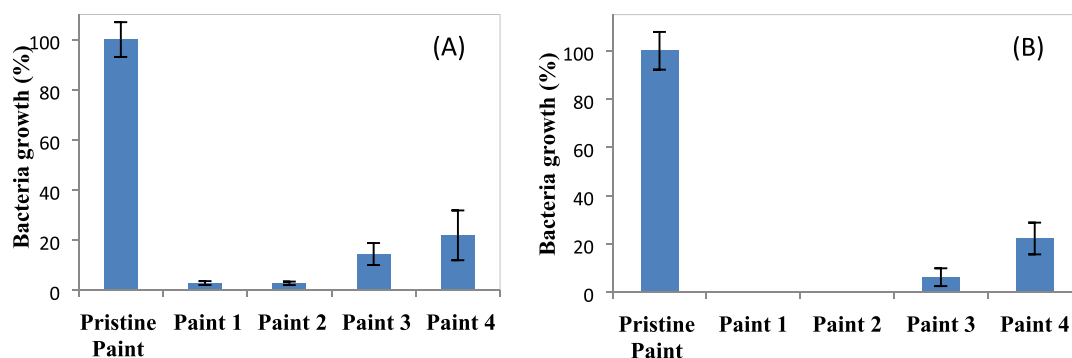 (A)
Bacteria growth (%)
100
80
60
40
20
0
Pristine Paint
Paint 1
Paint 2
Paint 3
Paint 4
(B)
Bacteria growth (%)
100
80
60
40
20
0
Pristine Paint
Paint 1
Paint 2
Paint 3
Paint 4